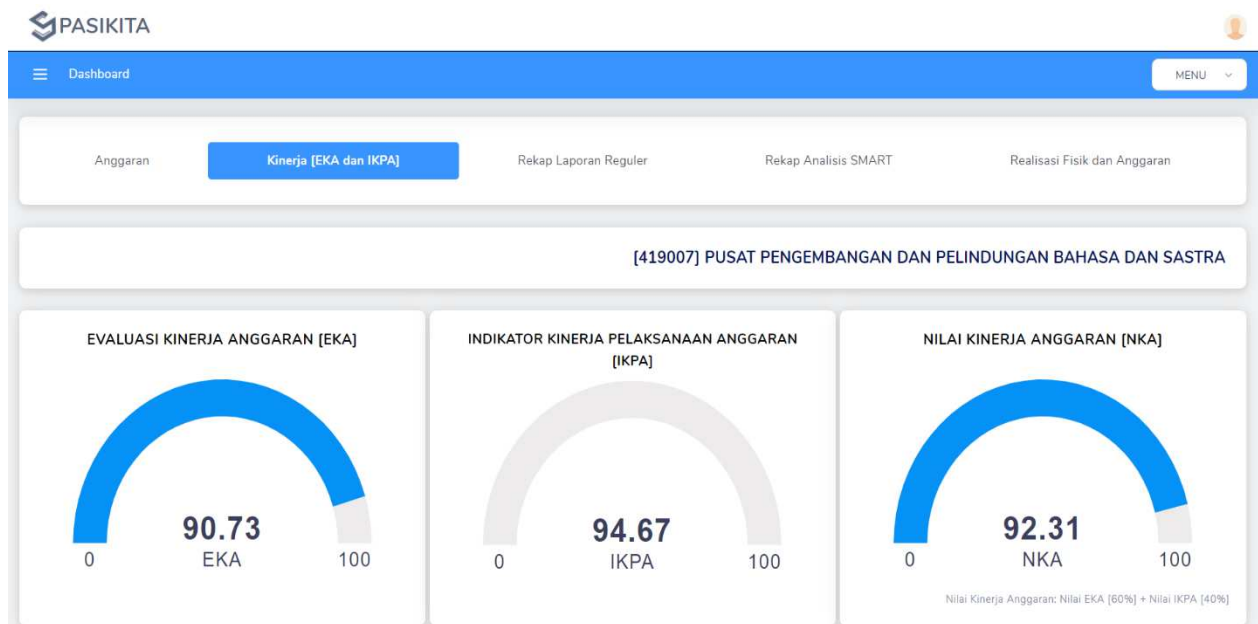 SPASIKITA
Dashboard
MENU
Anggaran
Kinerja [EKA dan IKPA]
Rekap Laporan Reguler
Rekap Analisis SMART
Realisasi Fisik dan Anggaran
[419007] PUSAT PENGEMBANGAN DAN PELINDUNGAN BAHASA DAN SASTRA
EVALUASI KINERJA ANGGARAN [EKA]
90.73
0
EKA
100
INDIKATOR KINERJA PELAKSANAAN ANGGARAN
[IKPA]
94.67
0
IKPA
100
NILAI KINERJA ANGGARAN [NKA]
92.31
0
NKA
100
Nilai Kinerja Anggaran: Nilai EKA [60%] + Nilai IKPA [40%]